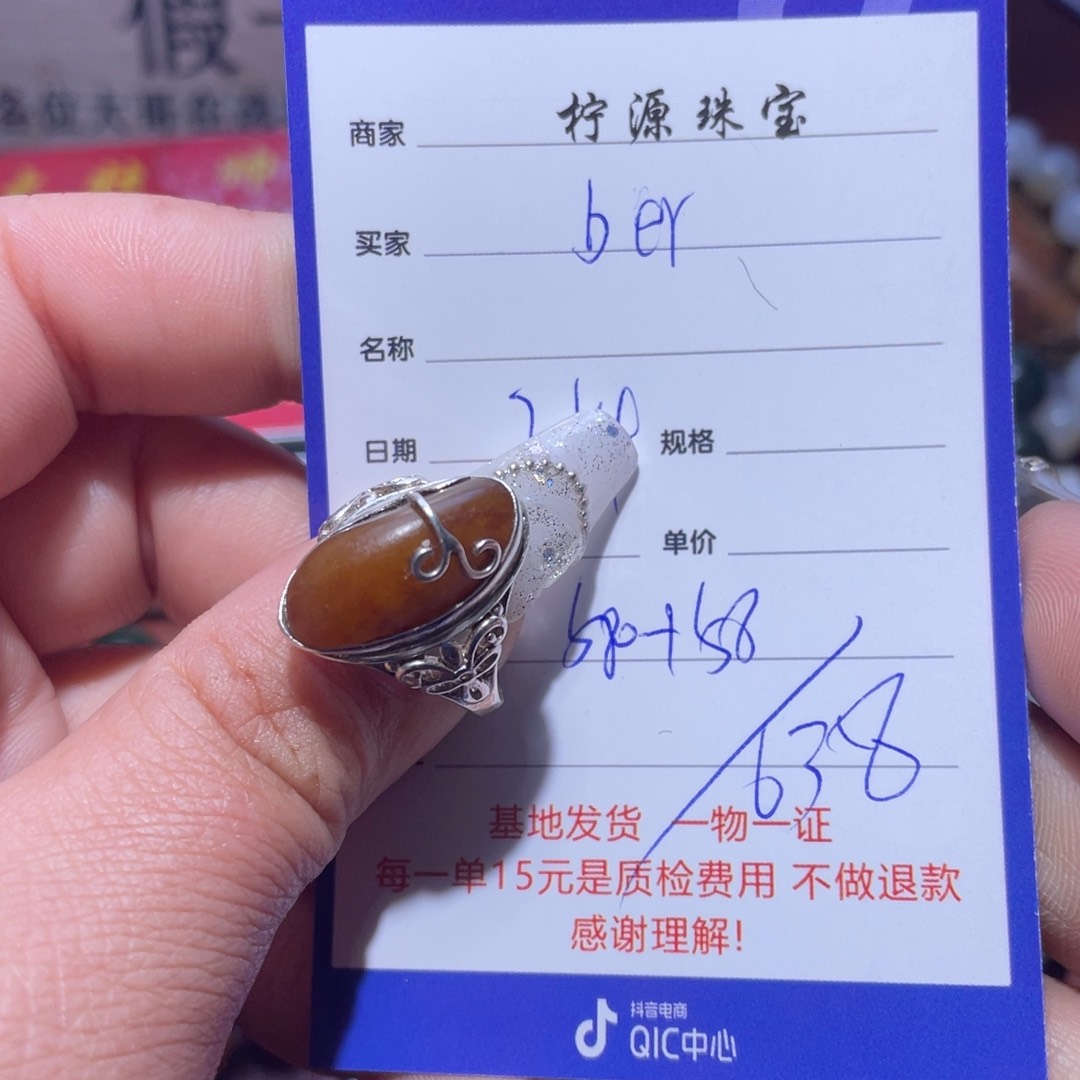 假一
商家 柠源珠宝
买家 ber
名称
日期 规格
单价
580+58
638
基地发货 一物一证
每一单15元是质检费用 不做退款
感谢理解!
抖音电商
QIC中心